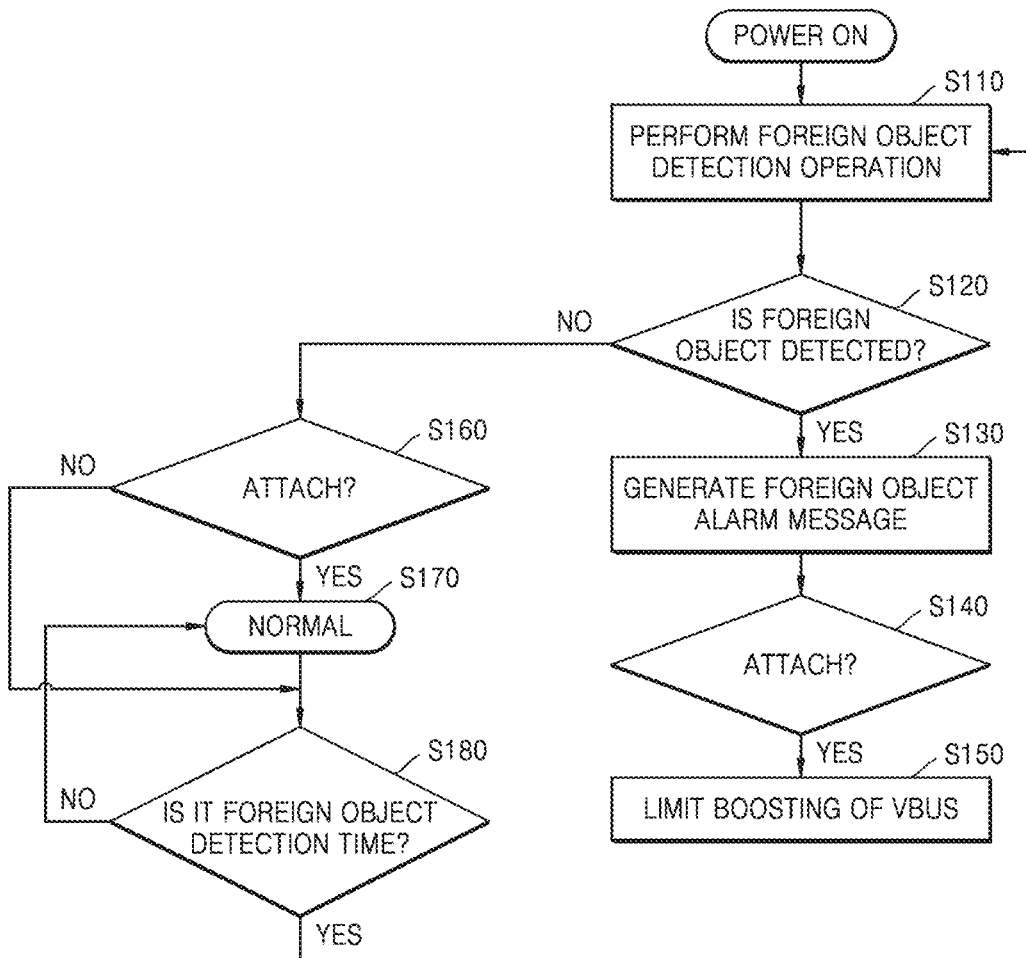 POWER ON
S110
PERFORM FOREIGN OBJECT
DETECTION OPERATION
S120
IS FOREIGN
OBJECT DETECTED?
NO
YES
S130
GENERATE FOREIGN OBJECT
ALARM MESSAGE
S140
ATTACH?
YES
S150
LIMIT BOOSTING OF VBUS
S160
ATTACH?
NO
YES
S170
NORMAL
S180
IS IT FOREIGN OBJECT
DETECTION TIME?
NO
YES